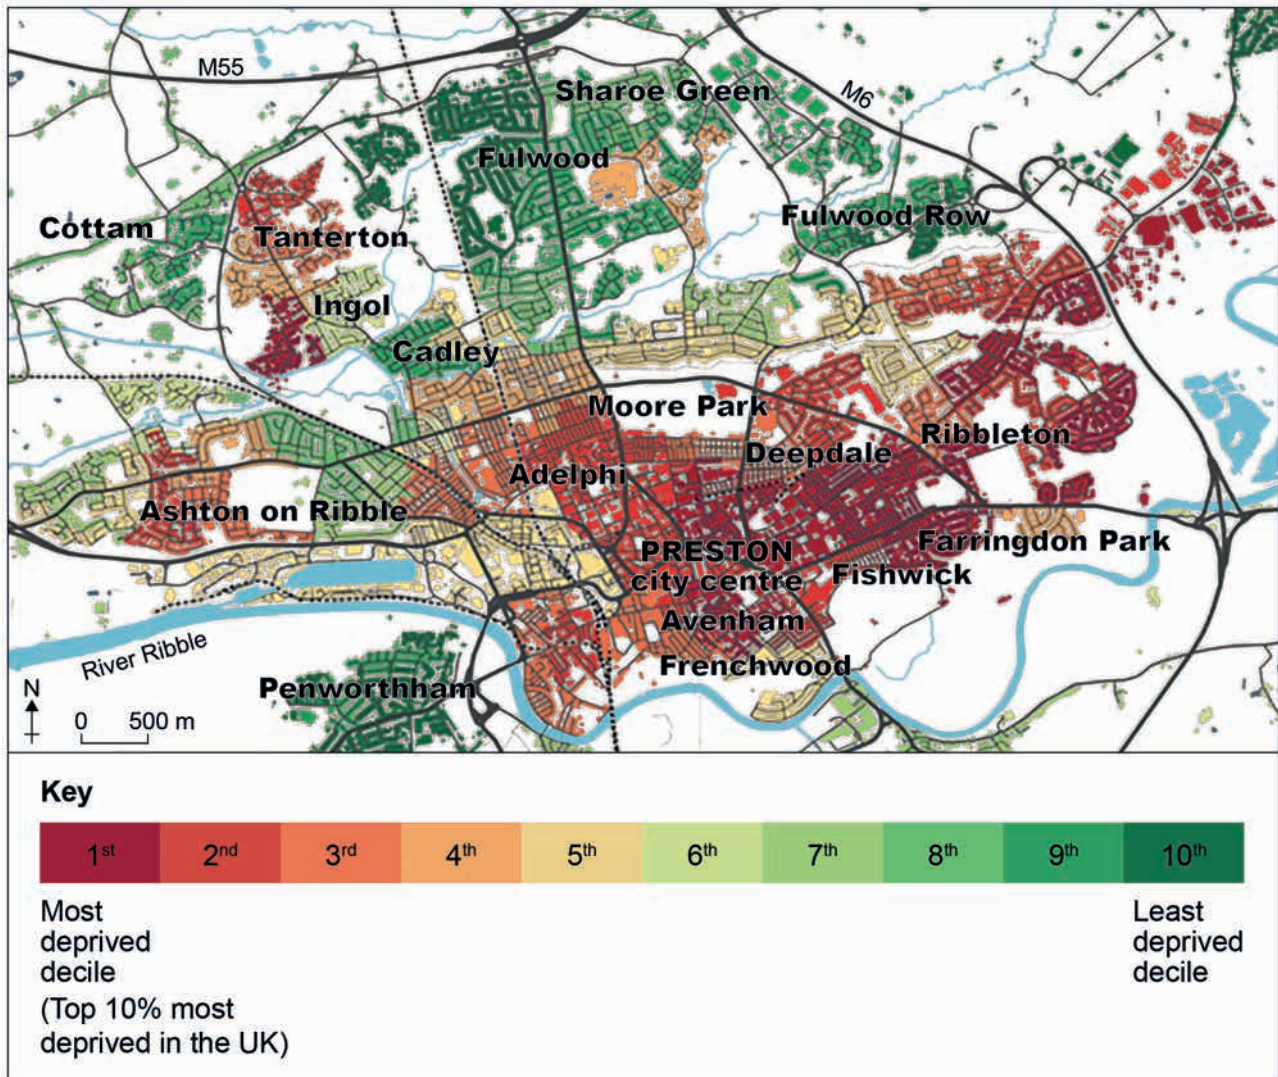 M55
Sharoe Green
M6
Fulwood
Cottam
Tanterton
Fulwood Row
Ingol
Cadley
Moore Park
Deepdale
Ribbleton
Adelphi
Ashton on Ribble
PRESTON
city centre
Farringdon Park
Fishwick
Avenham
Frenchwood
River Ribble
Penworthham
N
0 500 m
Key
1st 2nd 3rd 4th 5th 6th 7th 8th 9th 10th
Most
deprived
decile
(Top 10% most
deprived in the UK)
Least
deprived
decile